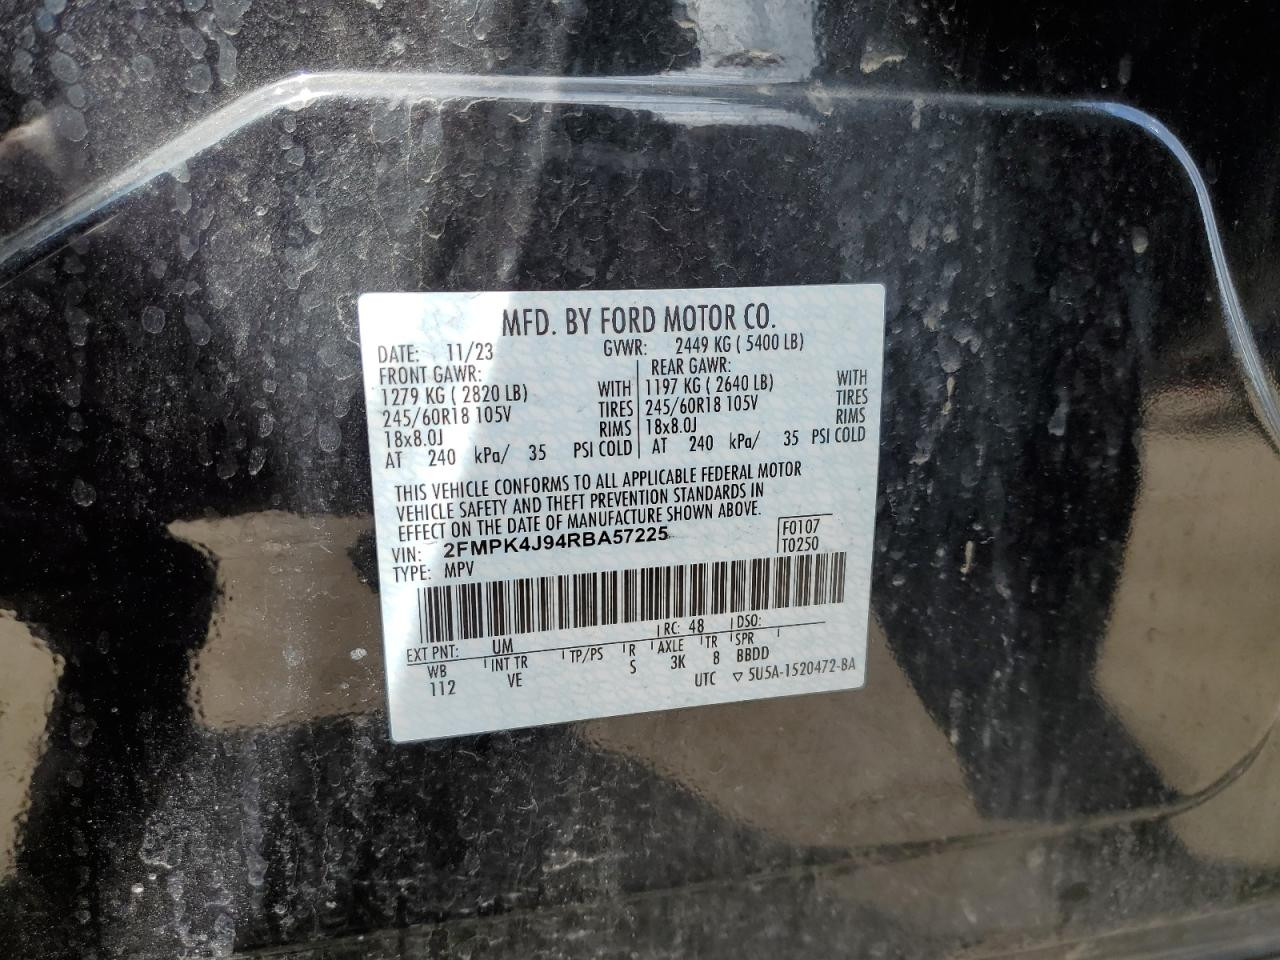 MFD. BY FORD MOTOR CO.
DATE: 11/23 GVWR: 2449 KG ( 5400 LB)
FRONT GAWR: REAR GAWR:
1279 KG ( 2820 LB) WITH 1197 KG ( 2640 LB) WITH
245/60R18 105V TIRES 245/60R18 105V TIRES
18x8.0J RIMS 18x8.0J RIMS
AT 240 kPa/ 35 PSI COLD AT 240 kPa/ 35 PSI COLD
THIS VEHICLE CONFORMS TO ALL APPLICABLE FEDERAL MOTOR
VEHICLE SAFETY AND THEFT PREVENTION STANDARDS IN
EFFECT ON THE DATE OF MANUFACTURE SHOWN ABOVE.
VIN: 2FMPK4J94RBA57225 F0107
TYPE: MPV T0250
EXT PNT: UM RC: 48 DSO:
WB INT TR TP/PS R AXLE TR SPR
112 VE S 3K 8 BBDD
UTC ▽ 5U5A-1520472-BA